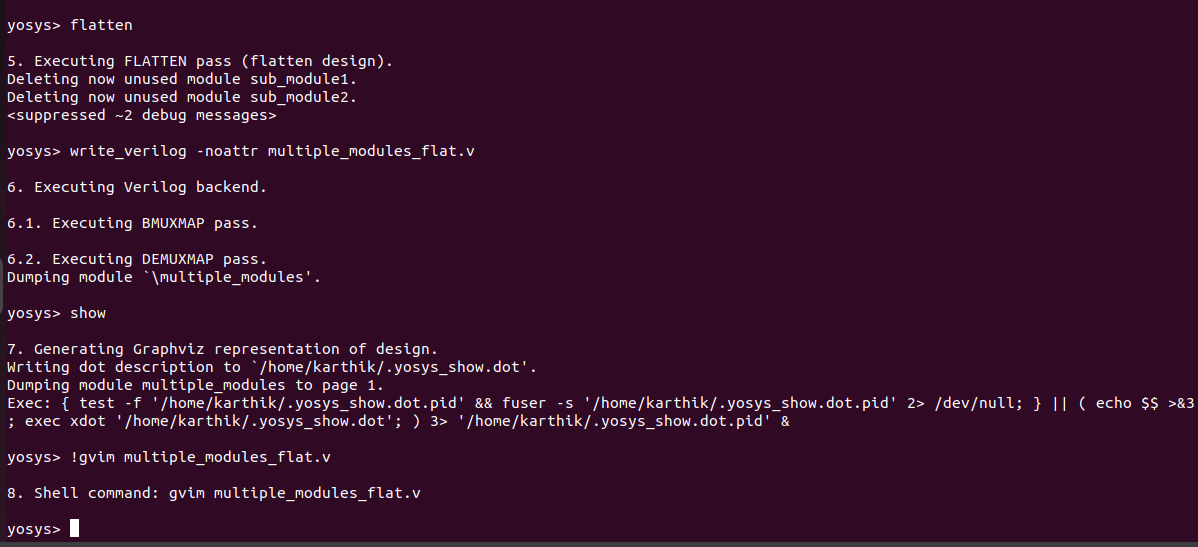 yosys> flatten
5. Executing FLATTEN pass (flatten design).
Deleting now unused module sub_module1.
Deleting now unused module sub_module2.
<suppressed ~2 debug messages>
yosys> write_verilog -noattr multiple_modules_flat.v
6. Executing Verilog backend.
6.1. Executing BMUXMAP pass.
6.2. Executing DEMUXMAP pass.
Dumping module `\multiple_modules'.
yosys> show
7. Generating Graphviz representation of design.
Writing dot description to `/home/karthik/.yosys_show.dot'.
Dumping module multiple_modules to page 1.
Exec: { test -f '/home/karthik/.yosys_show.dot.pid' && fuser -s '/home/karthik/.yosys_show.dot.pid' 2> /dev/null; } || ( echo $$ >&3
; exec xdot '/home/karthik/.yosys_show.dot'; ) 3> '/home/karthik/.yosys_show.dot.pid' &
yosys> !gvim multiple_modules_flat.v
8. Shell command: gvim multiple_modules_flat.v
yosys>